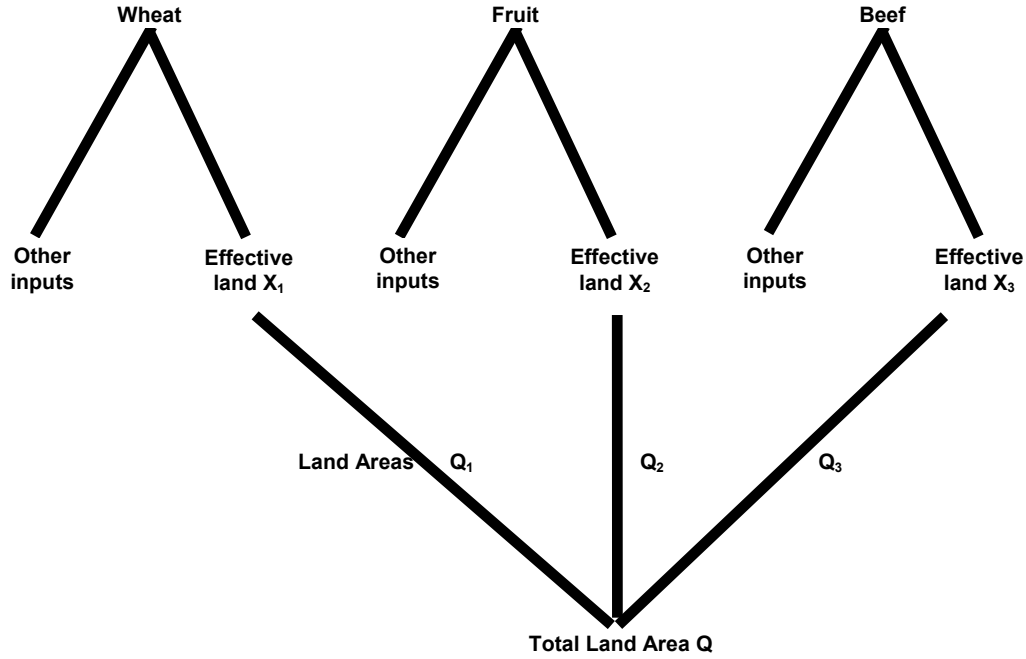 Wheat
Fruit
Beef
Other
inputs
Effective
land X₁
Other
inputs
Effective
land X₂
Other
inputs
Effective
land X₃
Land Areas
Q₁
Q₂
Q₃
Total Land Area Q